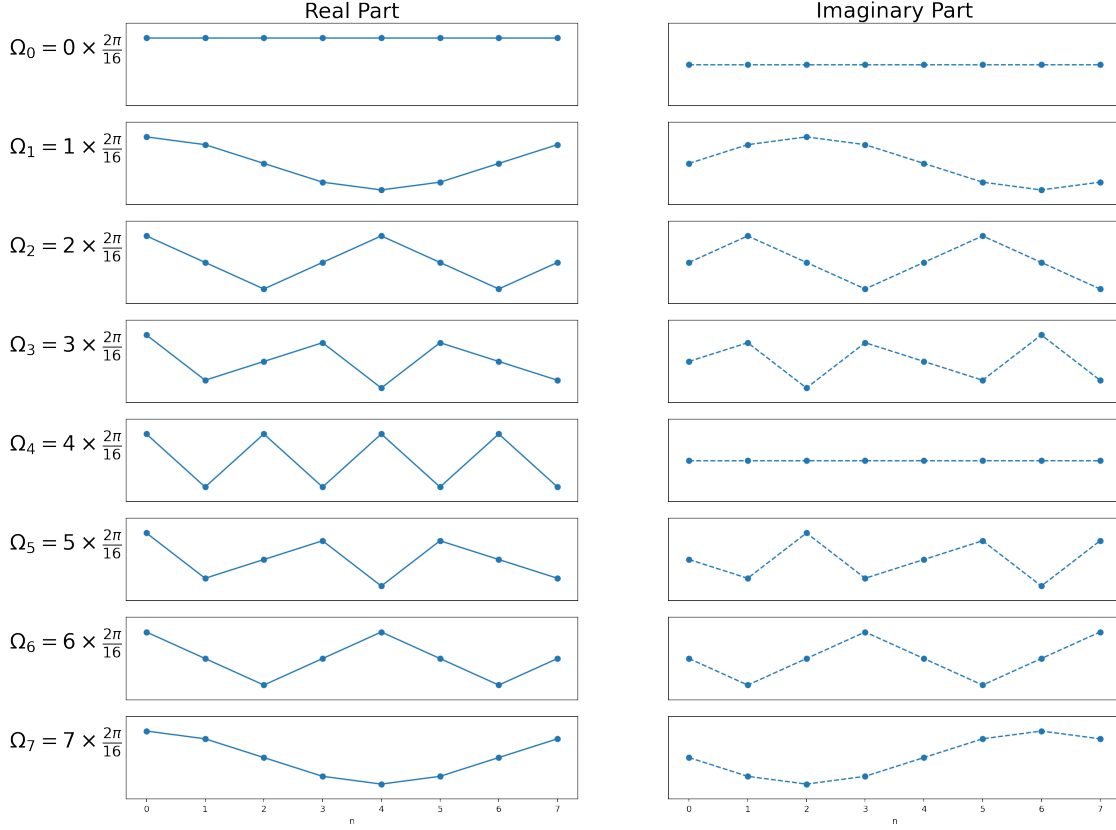 Real Part
Imaginary Part
Ω₀ = 0 × 2π/16
Ω₁ = 1 × 2π/16
Ω₂ = 2 × 2π/16
Ω₃ = 3 × 2π/16
Ω₄ = 4 × 2π/16
Ω₅ = 5 × 2π/16
Ω₆ = 6 × 2π/16
Ω₇ = 7 × 2π/16
0 1 2 3 4 5 6 7
n
0 1 2 3 4 5 6 7
n